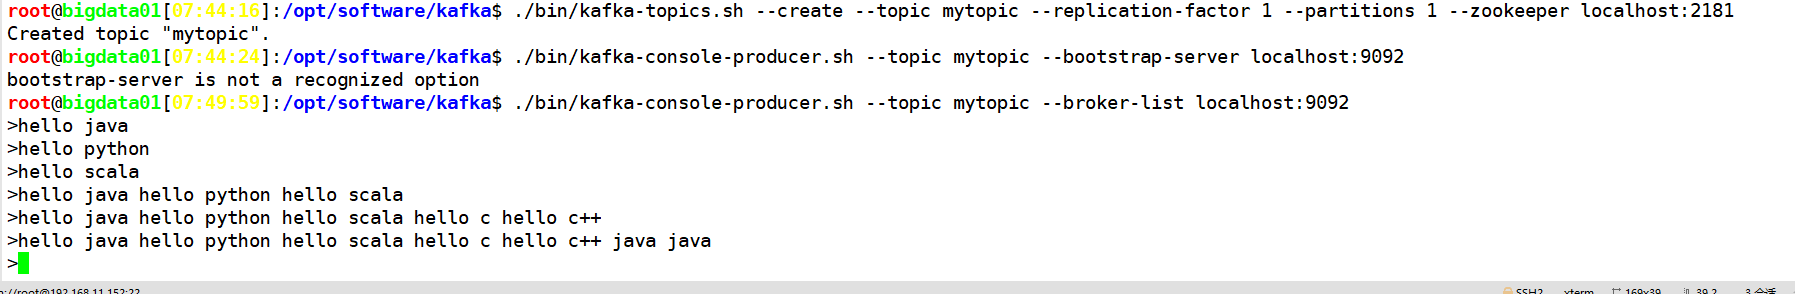 root@bigdata01[07:44:16]:/opt/software/kafka$ ./bin/kafka-topics.sh --create --topic mytopic --replication-factor 1 --partitions 1 --zookeeper localhost:2181
Created topic "mytopic".
root@bigdata01[07:44:24]:/opt/software/kafka$ ./bin/kafka-console-producer.sh --topic mytopic --bootstrap-server localhost:9092
bootstrap-server is not a recognized option
root@bigdata01[07:49:59]:/opt/software/kafka$ ./bin/kafka-console-producer.sh --topic mytopic --broker-list localhost:9092
>hello java
>hello python
>hello scala
>hello java hello python hello scala
>hello java hello python hello scala hello c hello c++
>hello java hello python hello scala hello c hello c++ java java
>
://root@192.168.11.152:22 SSH2 xterm 169x39 39,2 3 会话